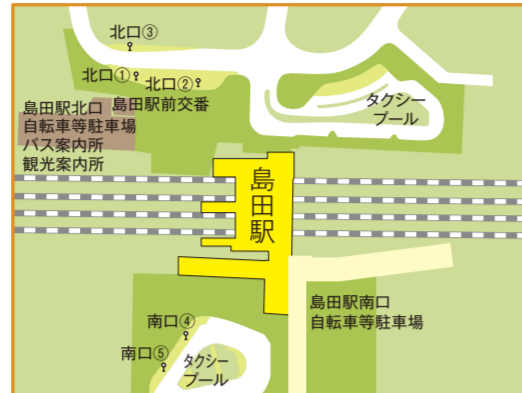 北口③
北口①
北口②
島田駅前交番
島田駅北口
自転車等駐車場
バス案内所
観光案内所
タクシー
プール
島田駅
島田駅南口
自転車等駐車場
南口④
南口⑤
タクシー
プール